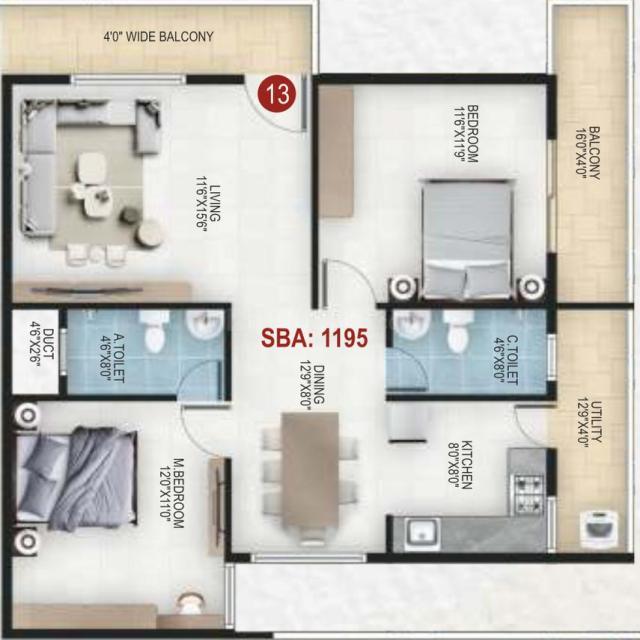 4'0" WIDE BALCONY
13
LIVING
11'6"X15'6"
BEDROOM
11'6"X11'9"
BALCONY
16'0"X4'0"
SBA: 1195
DUCT
4'6"X2'6"
A.TOILET
4'6"X8'0"
DINING
12'9"X8'0"
C.TOILET
4'6"X8'0"
UTILITY
12'9"X4'0"
KITCHEN
8'0"X8'0"
M.BEDROOM
12'0"X11'0"